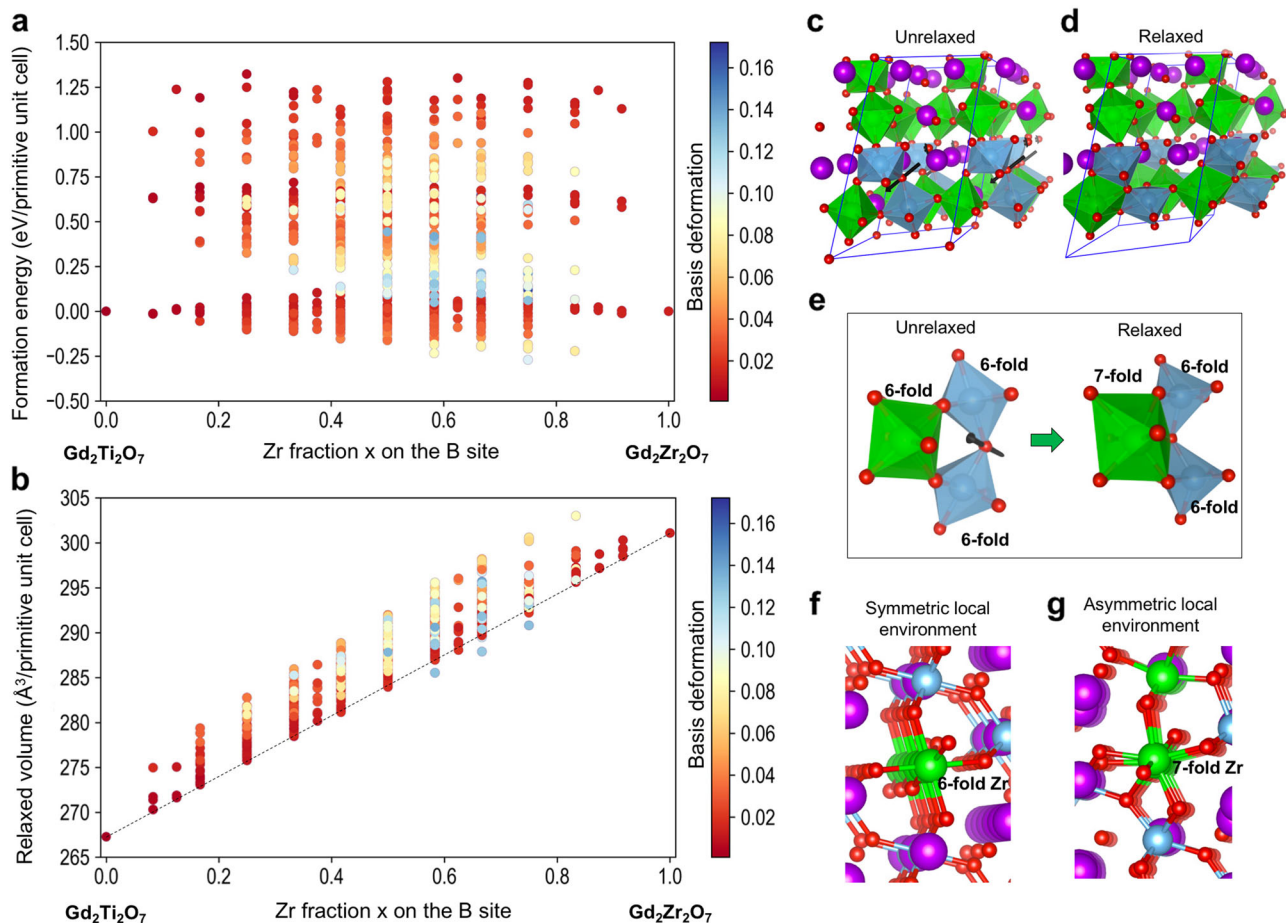 a
Formation energy (eV/primitive unit cell)
1.50
1.25
1.00
0.75
0.50
0.25
0.00
−0.25
−0.50
0.0
0.2
0.4
0.6
0.8
1.0
Gd₂Ti₂O₇
Zr fraction x on the B site
Gd₂Zr₂O₇
Basis deformation
0.16
0.14
0.12
0.10
0.08
0.06
0.04
0.02
b
Relaxed volume (Å³/primitive unit cell)
305
300
295
290
285
280
275
270
265
0.0
0.2
0.4
0.6
0.8
1.0
Gd₂Ti₂O₇
Zr fraction x on the B site
Gd₂Zr₂O₇
Basis deformation
0.16
0.14
0.12
0.10
0.08
0.06
0.04
0.02
c
Unrelaxed
d
Relaxed
e
Unrelaxed
6-fold
6-fold
6-fold
Relaxed
7-fold
6-fold
6-fold
f
Symmetric local
environment
6-fold Zr
g
Asymmetric local
environment
7-fold Zr